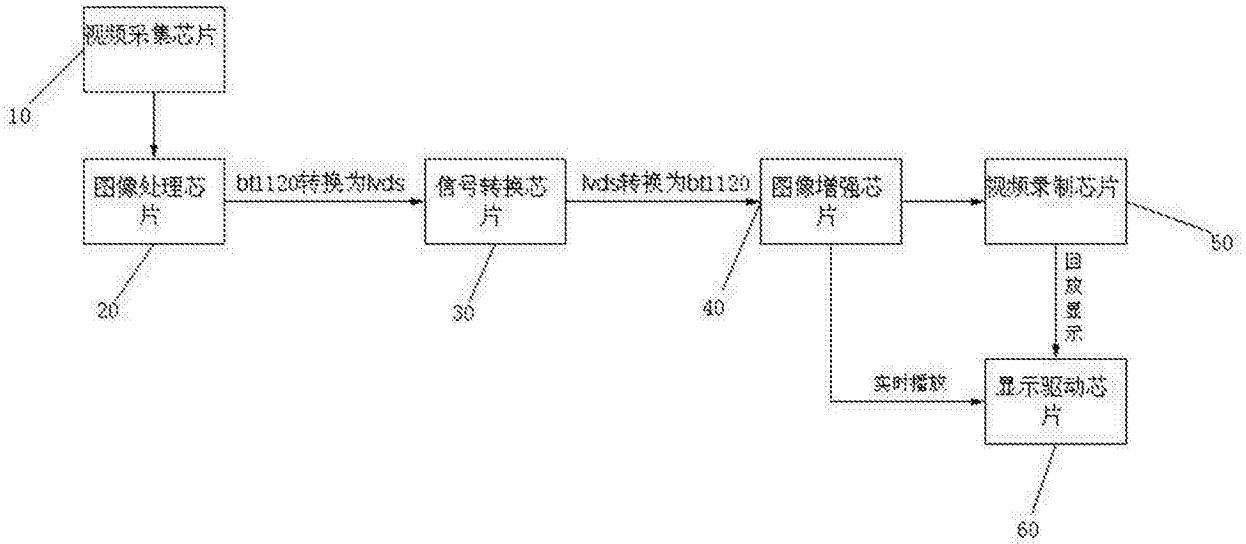 视频采集芯片
10
图像处理芯
片
20
bt1120转换为lvds
信号转换芯
片
30
lvds转换为bt1120
图像增强芯
片
40
视频录制芯片
50
回
放
显
示
实时播放
显示驱动芯
片
60